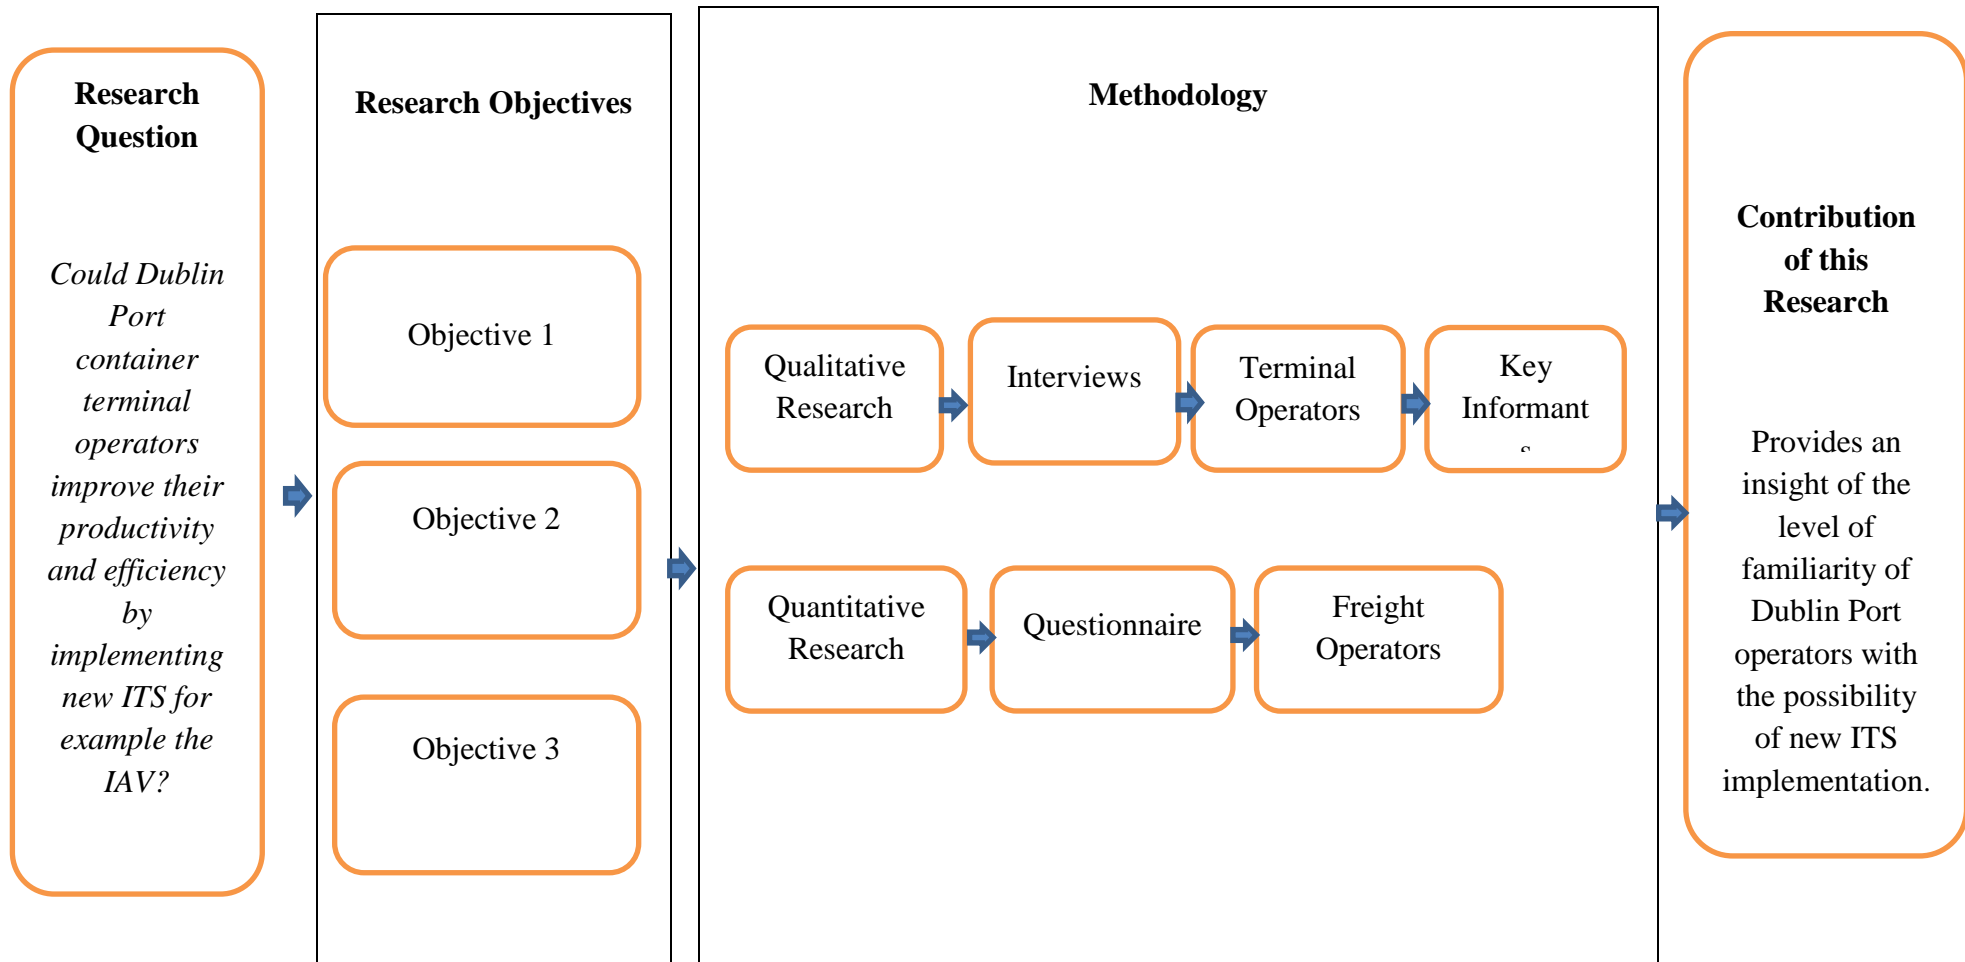 Research
Question
Could Dublin
Port
container
terminal
operators
improve their
productivity
and efficiency
by
implementing
new ITS for
example the
IAV?
Research Objectives
Objective 1
Objective 2
Objective 3
Methodology
Qualitative
Research
Interviews
Terminal
Operators
Key
Informant
s
Quantitative
Research
Questionnaire
Freight
Operators
Contribution
of this
Research
Provides an
insight of the
level of
familiarity of
Dublin Port
operators with
the possibility
of new ITS
implementation.